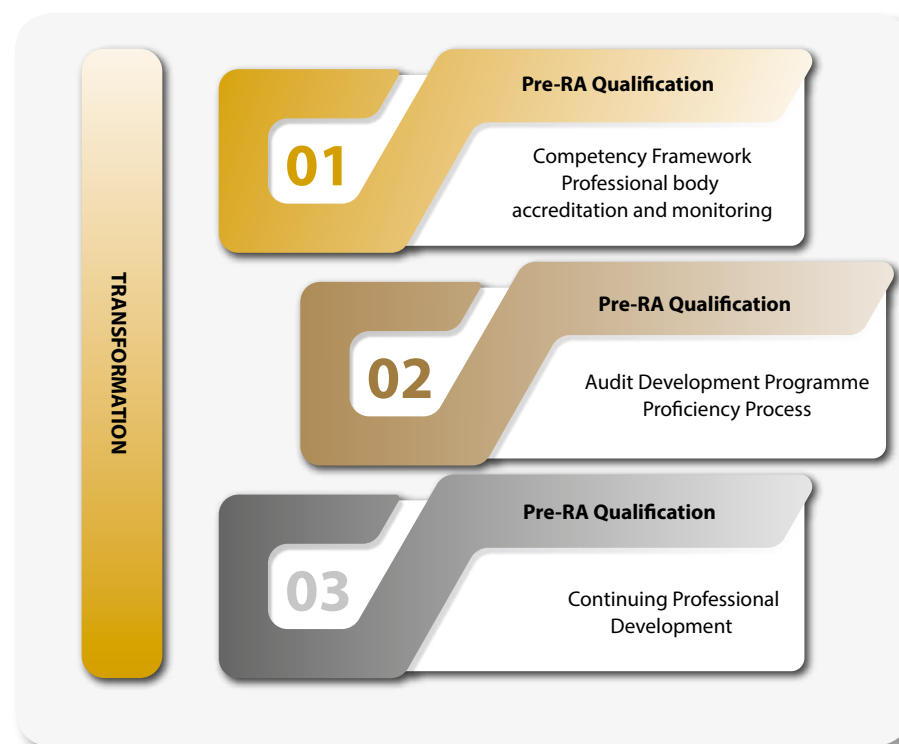 TRANSFORMATION
01
Pre-RA Qualification
Competency Framework
Professional body
accreditation and monitoring
02
Pre-RA Qualification
Audit Development Programme
Proficiency Process
03
Pre-RA Qualification
Continuing Professional
Development